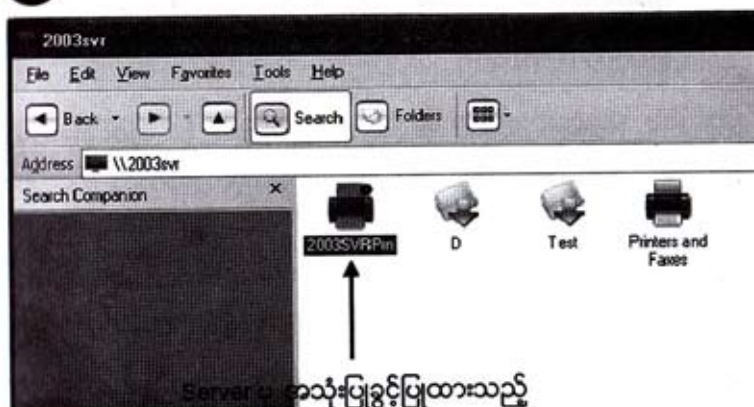 2003svr
File Edit View Favorites Tools Help
Back Search Folders
Address \\2003svr
Search Companion ×
2003SVRPrin D Test Printers and
Faxes
Server မှ အသုံးပြုခွင့်ပြုထားသည့်